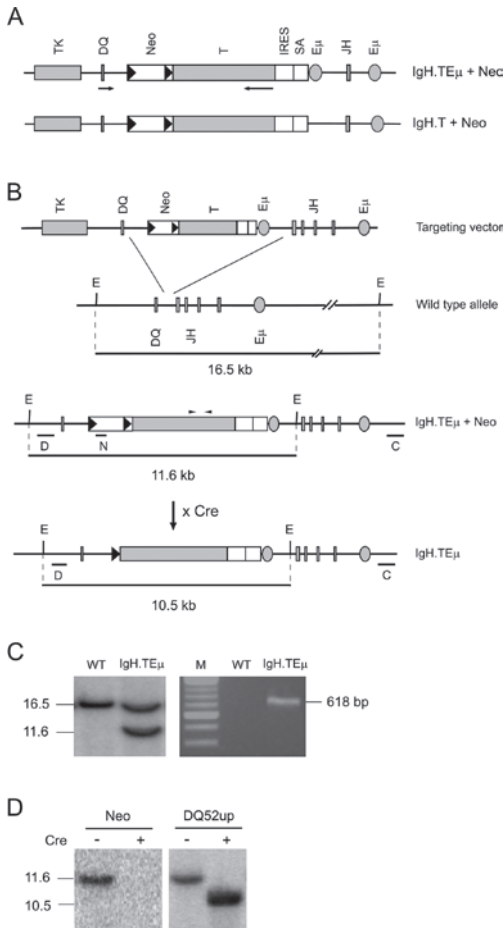 A
TK DQ Neo T IRES SA Eμ JH Eμ
IgH.TEμ + Neo
IgH.T + Neo
B
TK DQ Neo T Eμ JH Eμ
Targeting vector
E E
Wild type allele
DQ JH Eμ
16.5 kb
E E
IgH.TEμ + Neo
D N C
11.6 kb
x Cre
E E
IgH.TEμ
D C
10.5 kb
C
WT IgH.TEμ M WT IgH.TEμ
16.5
618 bp
11.6
D
Neo DQ52up
Cre - + - +
11.6
10.5